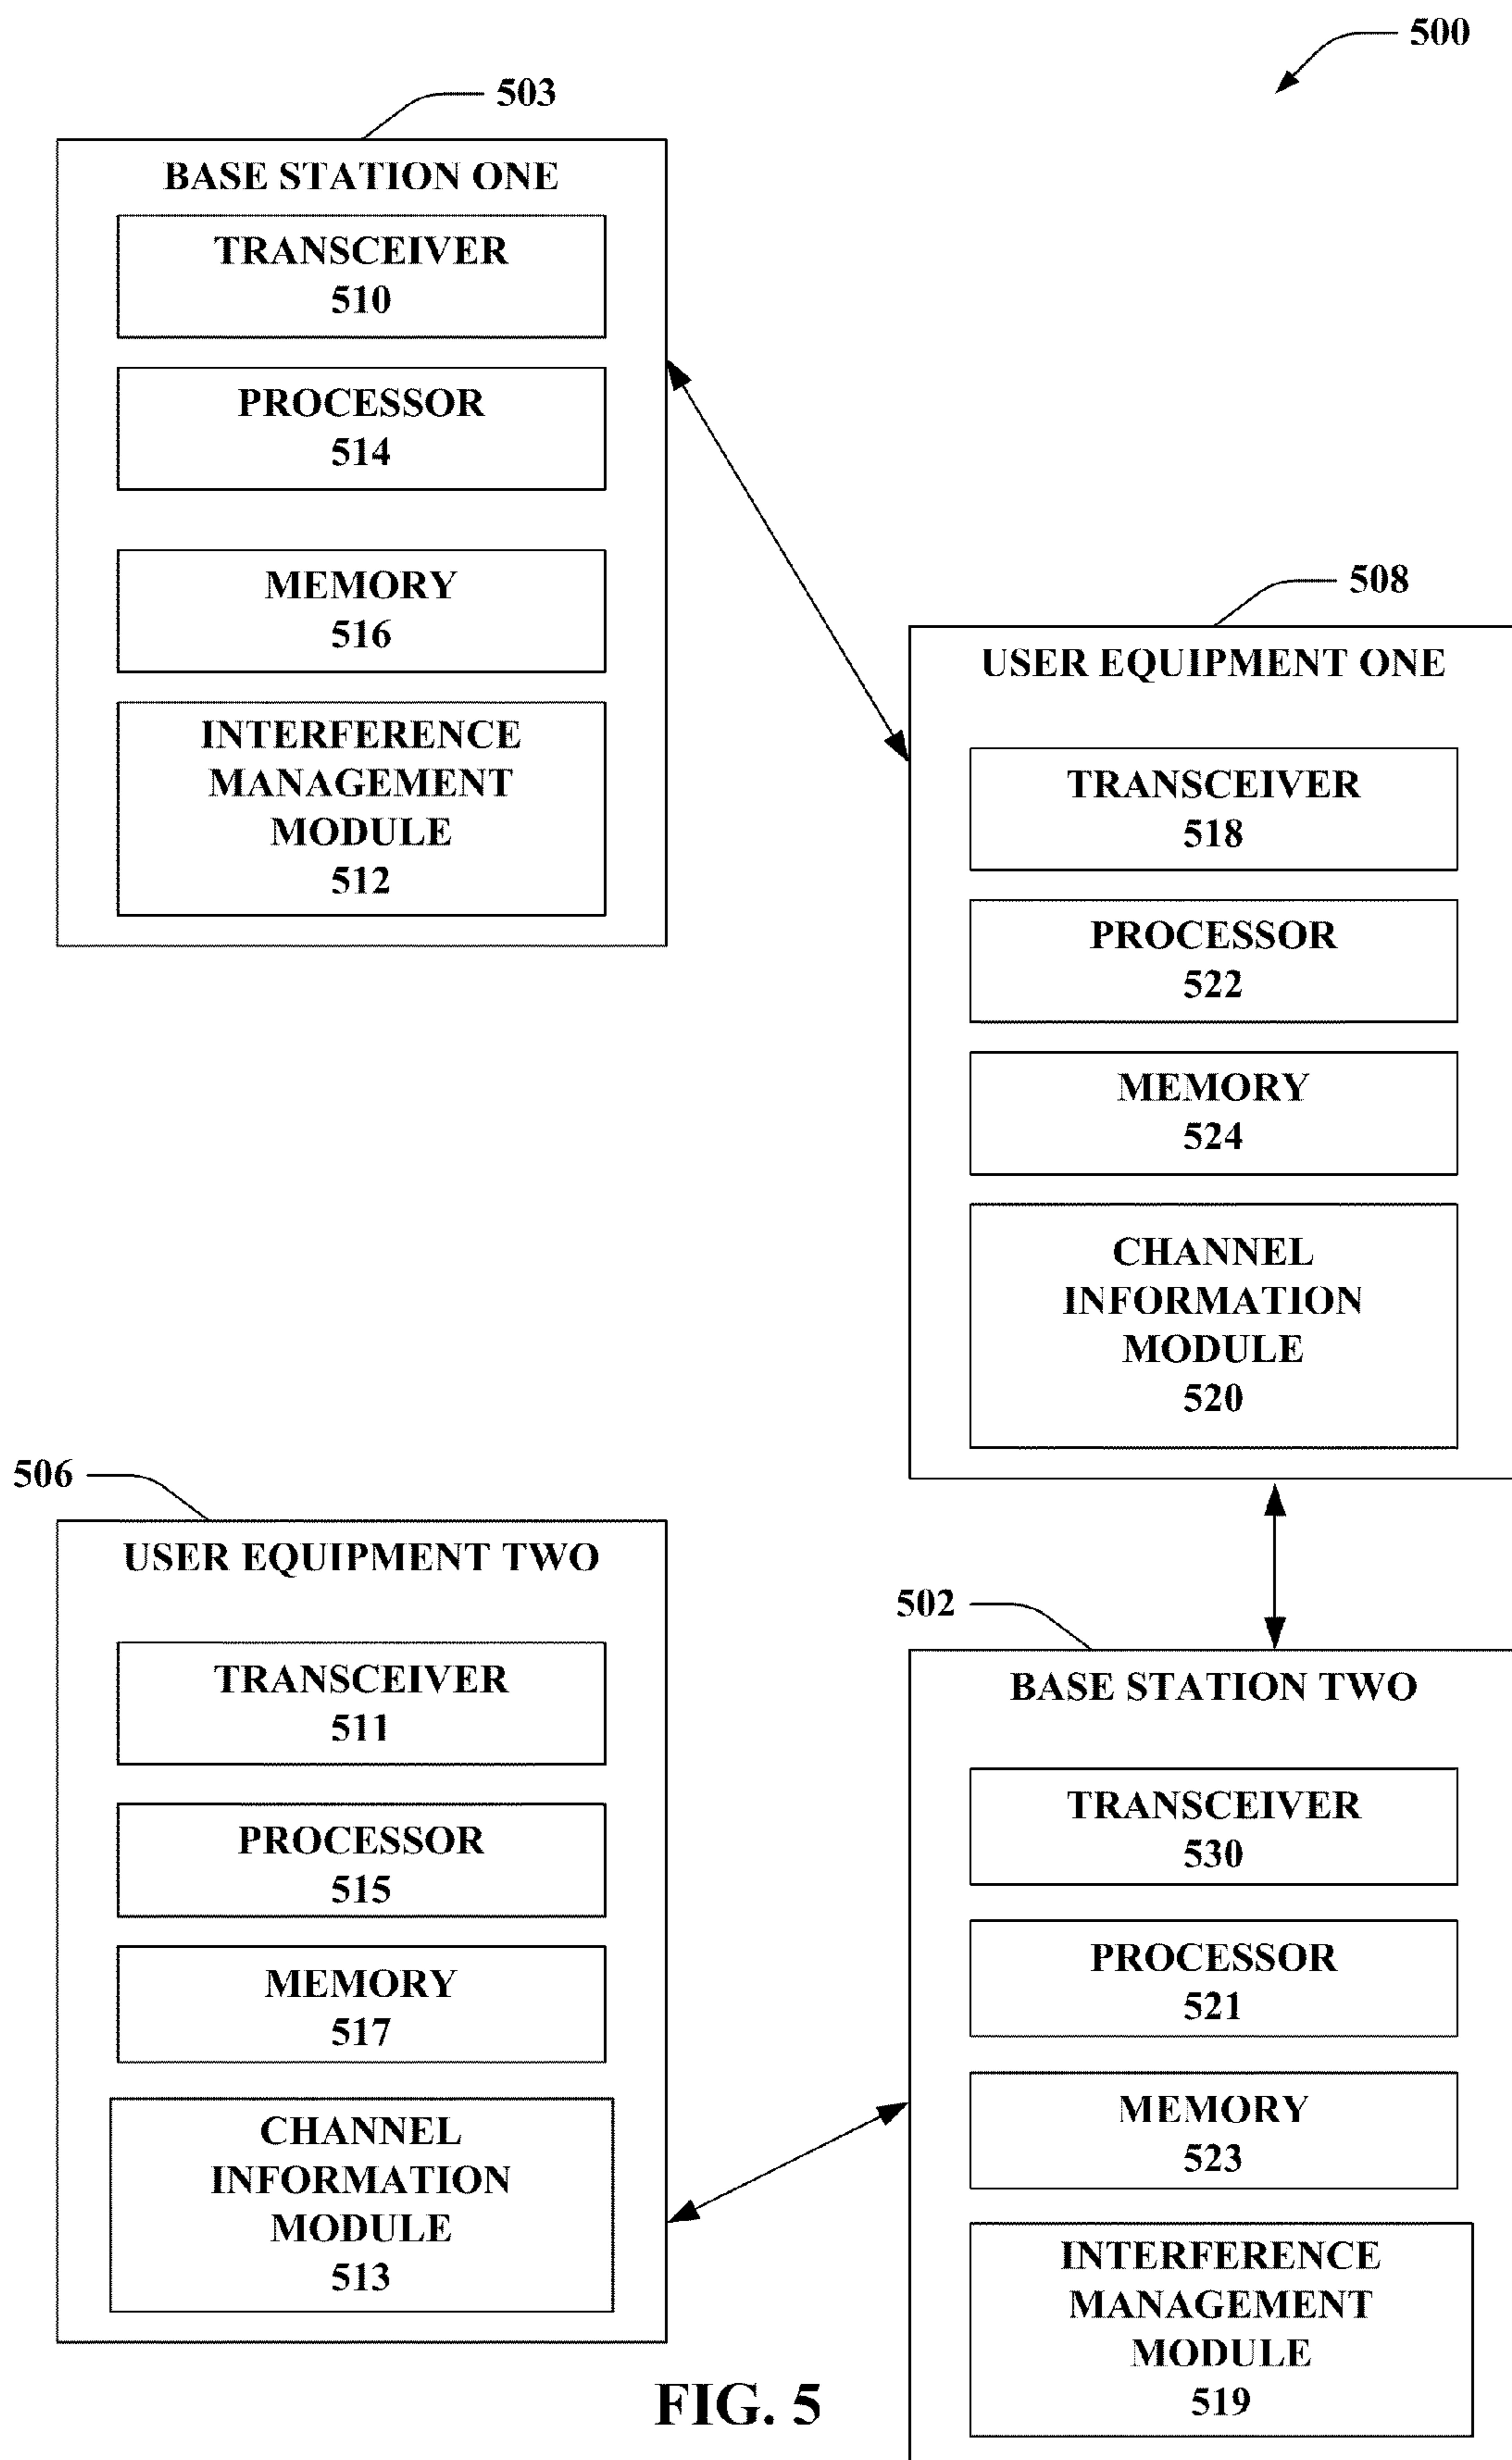 500
503
BASE STATION ONE
TRANSCEIVER
510
PROCESSOR
514
MEMORY
516
INTERFERENCE
MANAGEMENT
MODULE
512
508
USER EQUIPMENT ONE
TRANSCEIVER
518
PROCESSOR
522
MEMORY
524
CHANNEL
INFORMATION
MODULE
520
506
USER EQUIPMENT TWO
TRANSCEIVER
511
PROCESSOR
515
MEMORY
517
CHANNEL
INFORMATION
MODULE
513
502
BASE STATION TWO
TRANSCEIVER
530
PROCESSOR
521
MEMORY
523
INTERFERENCE
MANAGEMENT
MODULE
519
FIG. 5